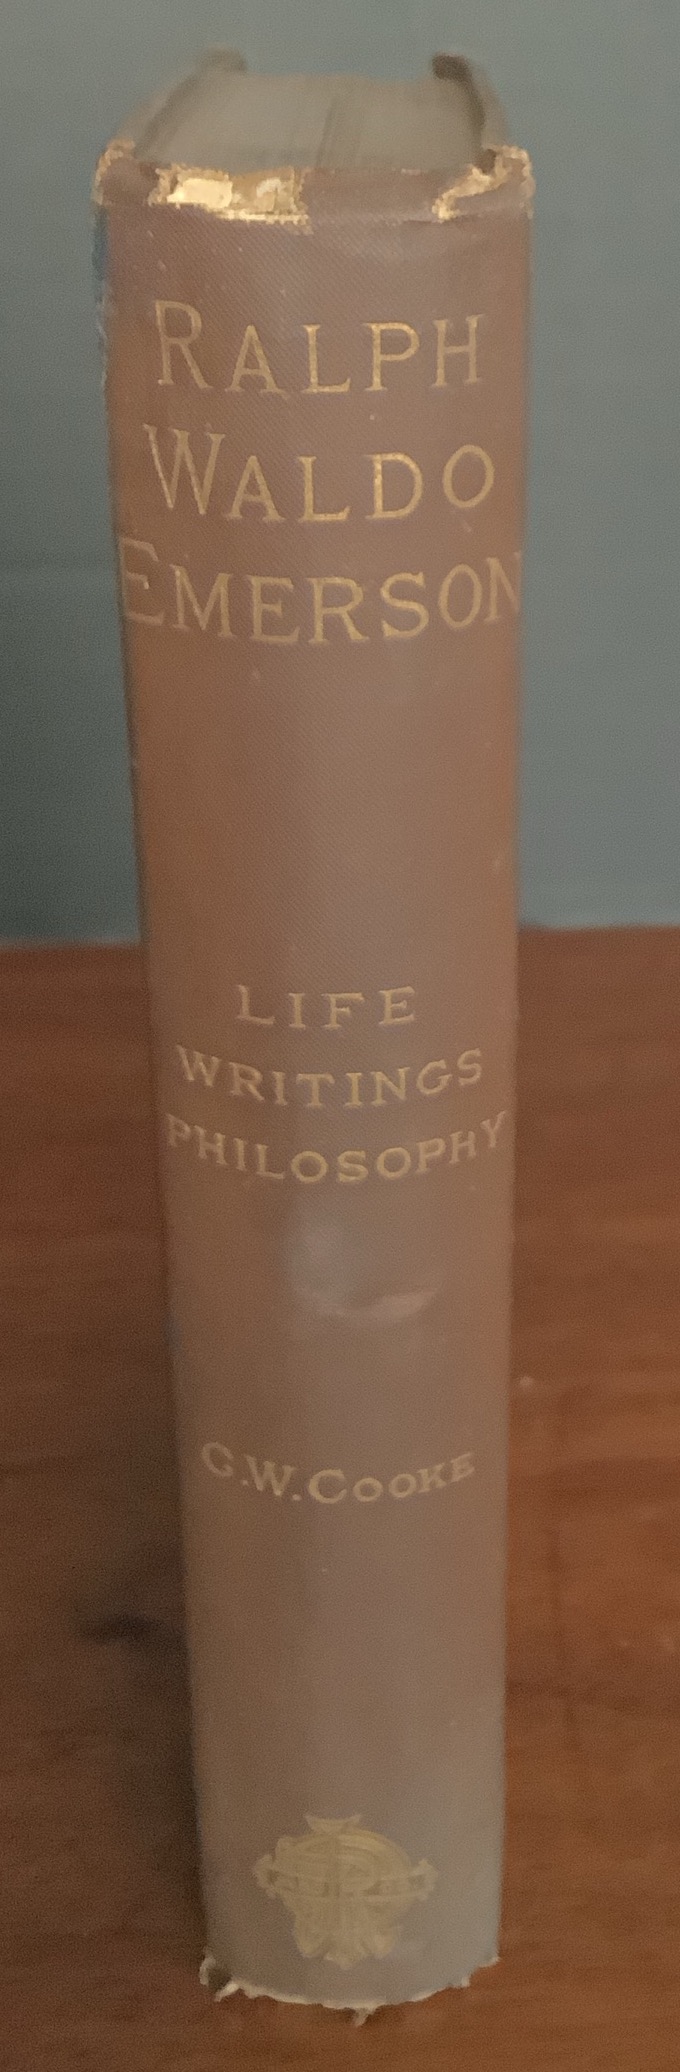 RALPH
WALDO
EMERSON
LIFE
WRITINGS
PHILOSOPHY
G.W.COOKE